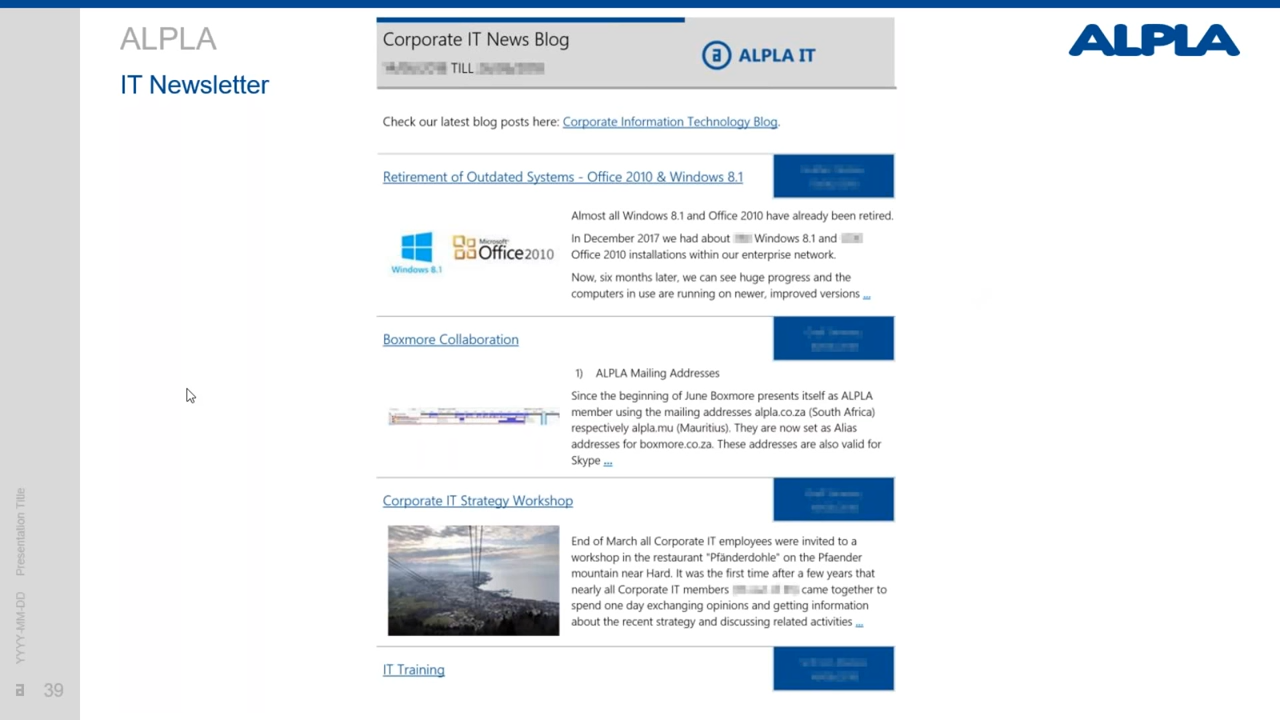 ALPLA
IT Newsletter
ALPLA
Corporate IT News Blog
TILL
ALPLA IT
Check our latest blog posts here: Corporate Information Technology Blog.
Retirement of Outdated Systems - Office 2010 & Windows 8.1
Windows 8.1
Microsoft
Office 2010
Almost all Windows 8.1 and Office 2010 have already been retired.
In December 2017 we had about Windows 8.1 and
Office 2010 installations within our enterprise network.
Now, six months later, we can see huge progress and the
computers in use are running on newer, improved versions ...
Boxmore Collaboration
1) ALPLA Mailing Addresses
Since the beginning of June Boxmore presents itself as ALPLA
member using the mailing addresses alpla.co.za (South Africa)
respectively alpla.mu (Mauritius). They are now set as Alias
addresses for boxmore.co.za. These addresses are also valid for
Skype ...
Corporate IT Strategy Workshop
End of March all Corporate IT employees were invited to a
workshop in the restaurant "Pfänderdohle" on the Pfaender
mountain near Hard. It was the first time after a few years that
nearly all Corporate IT members came together to
spend one day exchanging opinions and getting information
about the recent strategy and discussing related activities ...
IT Training
Presentation Title
YYYY-MM-DD
a 39